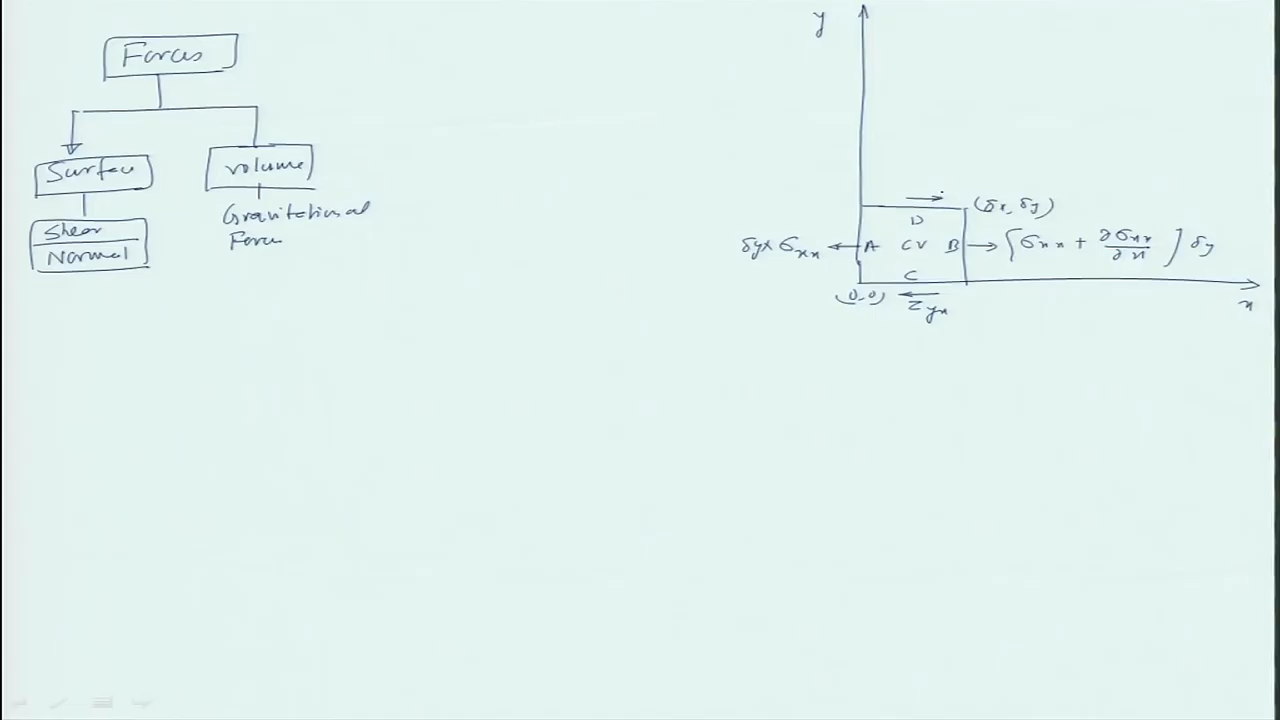 Forces
Surface
volume
Shear
Normal
Gravitational
Force
y
(δx, δy)
D
δy× σxx
A
CV
B
[σxx + ∂σxx/∂x] δy
C
(0,0)
τyx
x